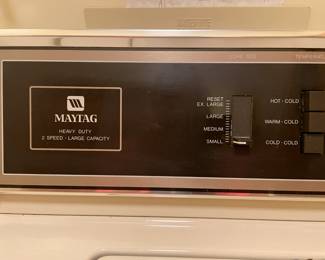 MAYTAG
HEAVY DUTY
2 SPEED · LARGE CAPACITY
RESET
EX. LARGE
LARGE
MEDIUM
SMALL
HOT - COLD
WARM - COLD
COLD - COLD